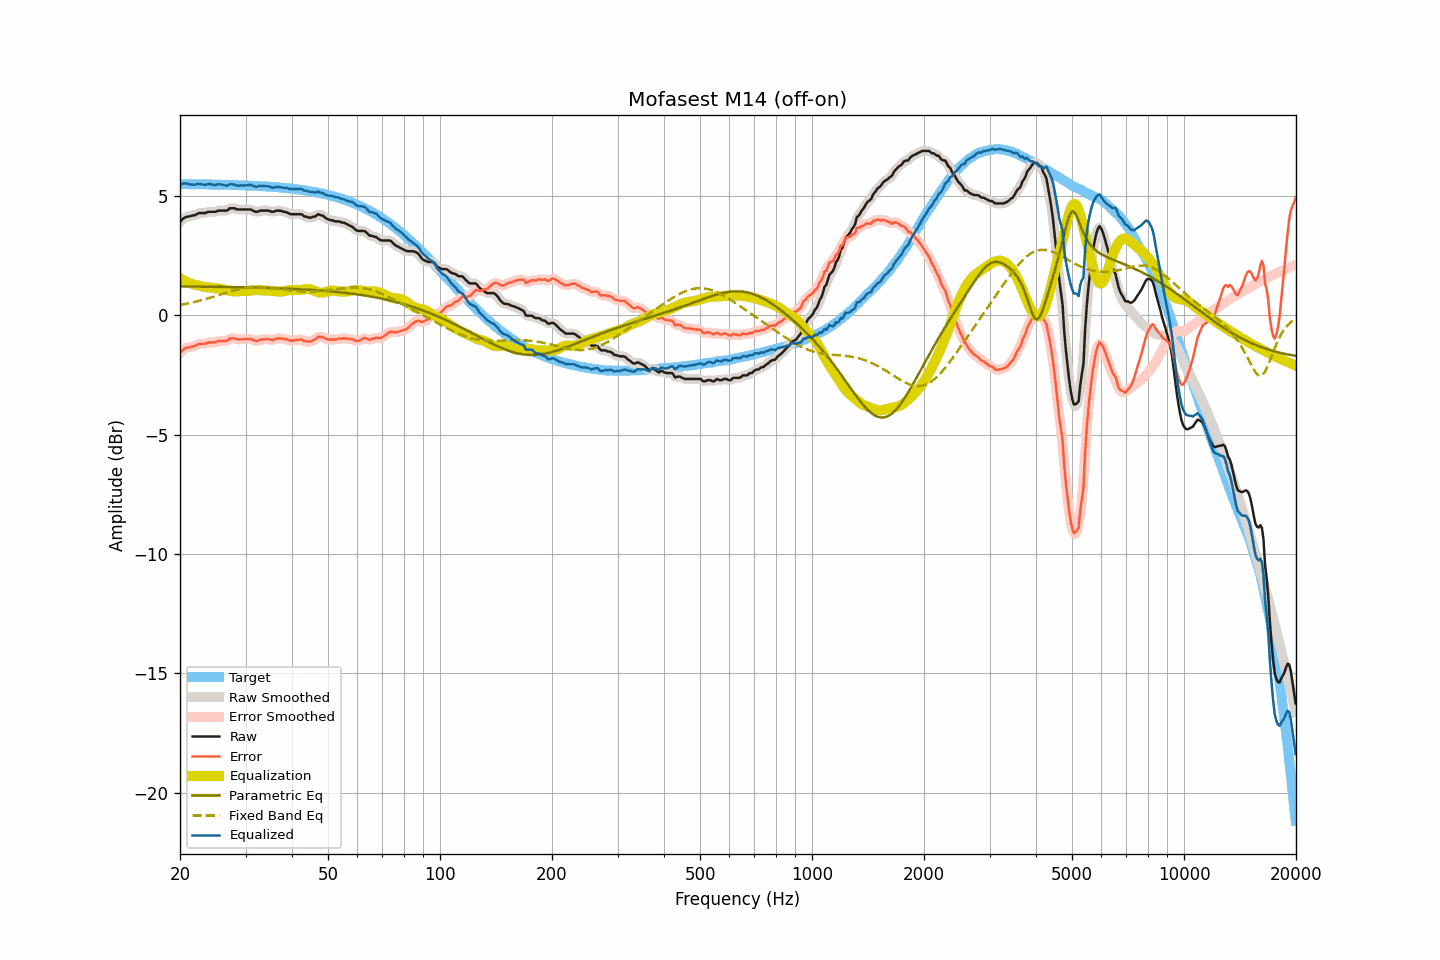 Mofasest M14 (off-on)
Amplitude (dBr)
5
0
−5
−10
−15
−20
Target
Raw Smoothed
Error Smoothed
Raw
Error
Equalization
Parametric Eq
Fixed Band Eq
Equalized
20 50 100 200 500 1000 2000 5000 10000 20000
Frequency (Hz)